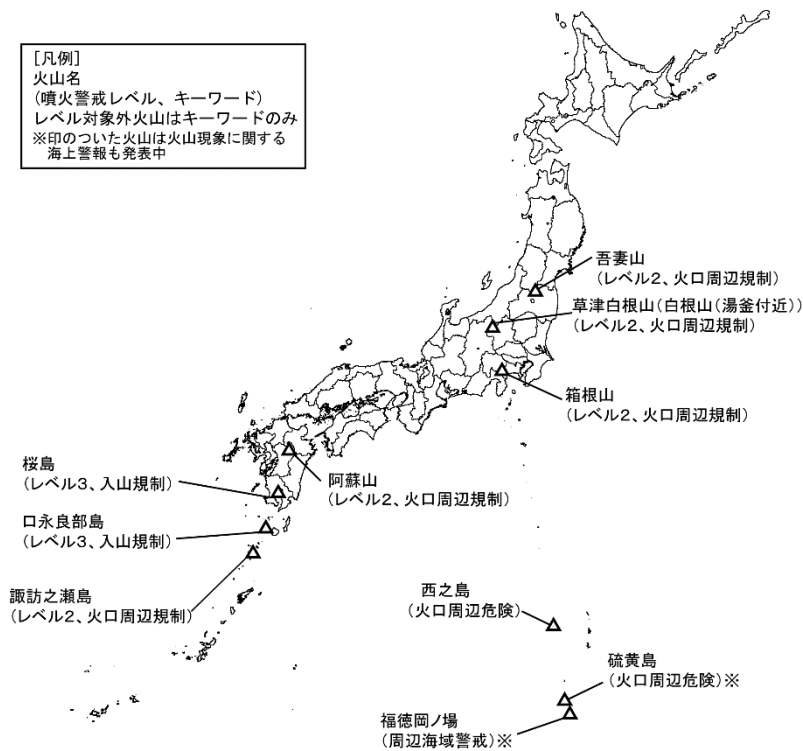 [凡例]
火山名
(噴火警戒レベル、キーワード)
レベル対象外火山はキーワードのみ
※印のついた火山は火山現象に関する
海上警報も発表中
吾妻山
(レベル2、火口周辺規制)
草津白根山(白根山(湯釜付近))
(レベル2、火口周辺規制)
箱根山
(レベル2、火口周辺規制)
桜島
(レベル3、入山規制)
阿蘇山
(レベル2、火口周辺規制)
口永良部島
(レベル3、入山規制)
諏訪之瀬島
(レベル2、火口周辺規制)
西之島
(火口周辺危険)
硫黄島
(火口周辺危険)※
福徳岡ノ場
(周辺海域警戒)※